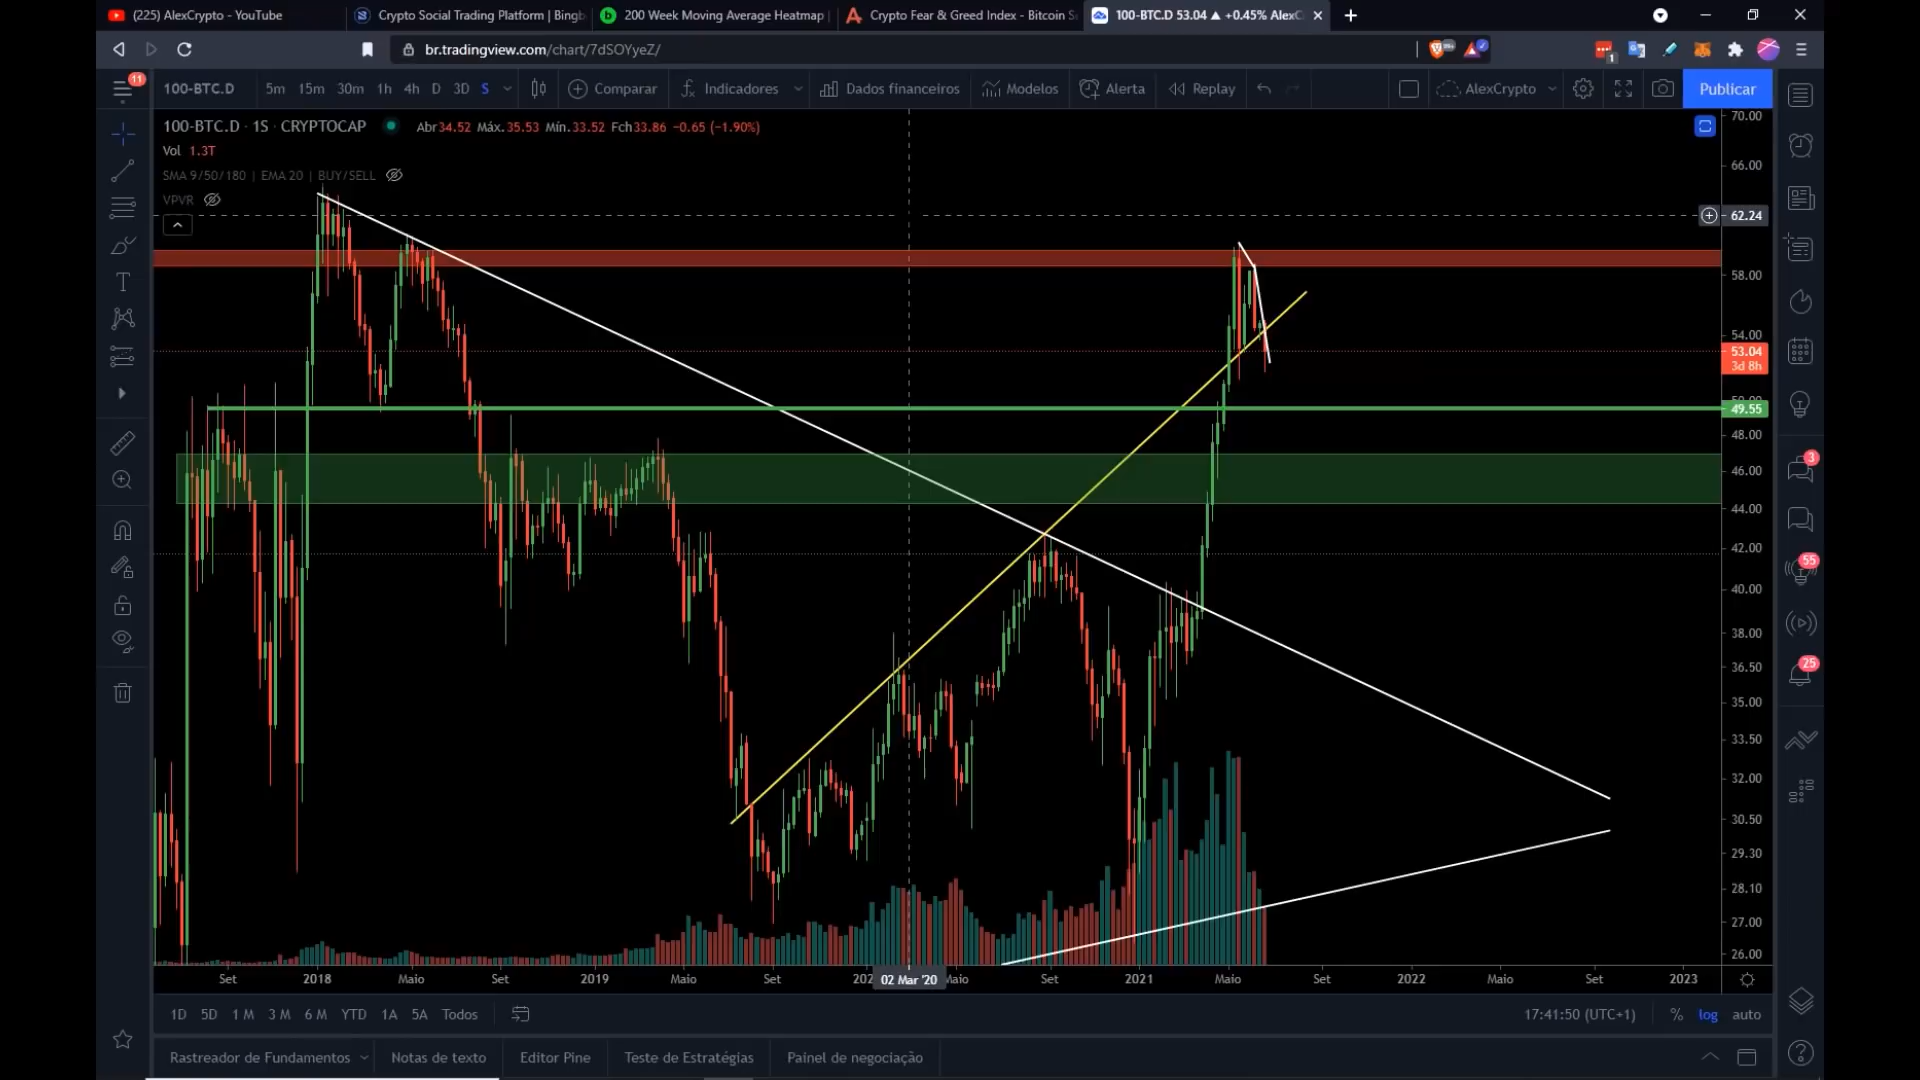 (225) AlexCrypto - YouTube
Crypto Social Trading Platform | Bingb
200 Week Moving Average Heatmap
Crypto Fear & Greed Index - Bitcoin S
100-BTC.D 53.04 ▲ +0.45% AlexC
br.tradingview.com/chart/7dSOYyeZ/
11
100-BTC.D
5m 15m 30m 1h 4h D 3D S
Comparar
Indicadores
Dados financeiros
Modelos
Alerta
Replay
AlexCrypto
Publicar
100-BTC.D · 1S · CRYPTOCAP
Abr34.52 Máx.35.53 Mín.33.52 Fch33.86 −0.65 (−1.90%)
Vol 1.3T
SMA 9/50/180 | EMA 20 | BUY/SELL
VPVR
70.00
66.00
62.24
58.00
54.00
53.04
3d 8h
49.55
48.00
46.00
44.00
42.00
40.00
38.00
36.50
35.00
33.50
32.00
30.50
29.30
28.10
27.00
26.00
3
55
25
1
Set 2018 Maio Set 2019 Maio Set 02 Mar '20 Maio Set 2021 Maio Set 2022 Maio Set 2023
1D 5D 1 M 3 M 6 M YTD 1A 5A Todos
17:41:50 (UTC+1)
% log auto
Rastreador de Fundamentos
Notas de texto
Editor Pine
Teste de Estratégias
Painel de negociação